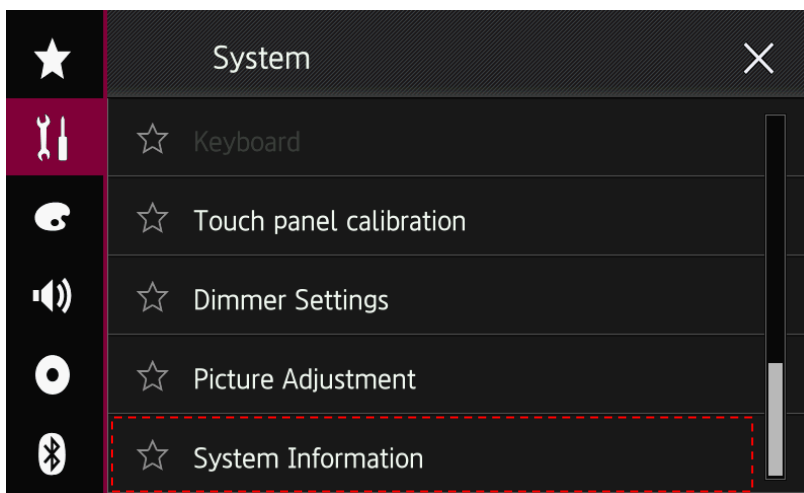 System
Keyboard
Touch panel calibration
Dimmer Settings
Picture Adjustment
System Information